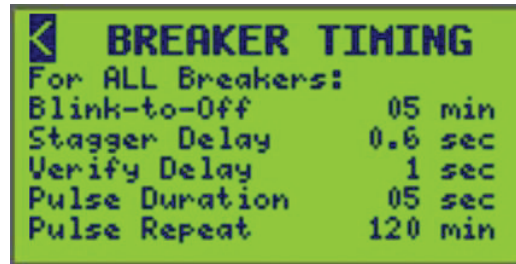 < BREAKER TIMING
For ALL Breakers:
Blink-to-Off 05 min
Stagger Delay 0.6 sec
Verify Delay 1 sec
Pulse Duration 05 sec
Pulse Repeat 120 min